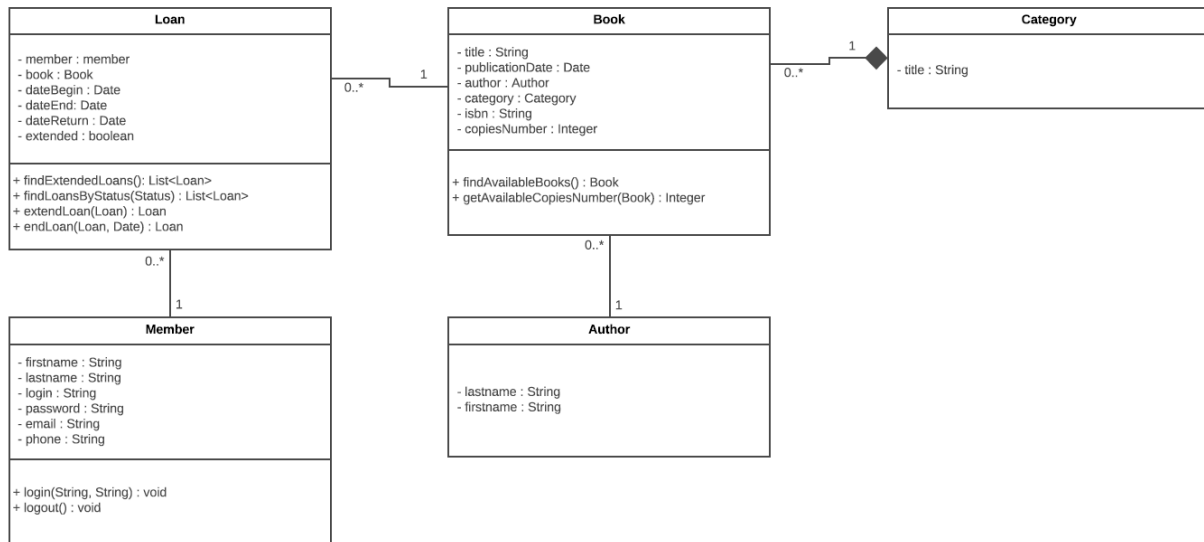 Loan
- member : member
- book : Book
- dateBegin : Date
- dateEnd: Date
- dateReturn : Date
- extended : boolean
+ findExtendedLoans(): List<Loan>
+ findLoansByStatus(Status) : List<Loan>
+ extendLoan(Loan) : Loan
+ endLoan(Loan, Date) : Loan
0..*
1
Book
- title : String
- publicationDate : Date
- author : Author
- category : Category
- isbn : String
- copiesNumber : Integer
+ findAvailableBooks() : Book
+ getAvailableCopiesNumber(Book) : Integer
0..*
1
Category
- title : String
0..*
1
Member
- firstname : String
- lastname : String
- login : String
- password : String
- email : String
- phone : String
+ login(String, String) : void
+ logout() : void
0..*
1
Author
- lastname : String
- firstname : String